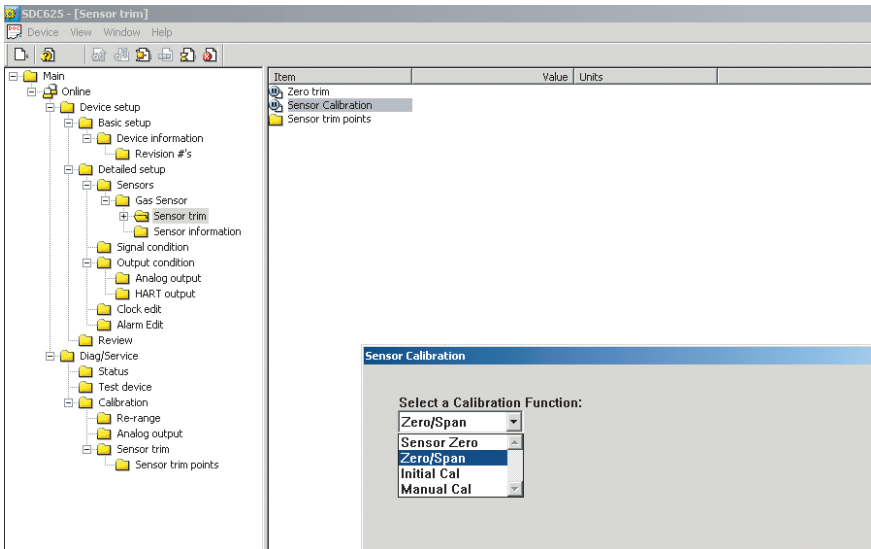 SDC625 - [Sensor trim]
Device View Window Help
Main
Online
Device setup
Basic setup
Device information
Revision #'s
Detailed setup
Sensors
Gas Sensor
Sensor trim
Sensor information
Signal condition
Output condition
Analog output
HART output
Clock edit
Alarm Edit
Review
Diag/Service
Status
Test device
Calibration
Re-range
Analog output
Sensor trim
Sensor trim points
Item Value Units
Zero trim
Sensor Calibration
Sensor trim points
Sensor Calibration
Select a Calibration Function:
Zero/Span
Sensor Zero
Zero/Span
Initial Cal
Manual Cal